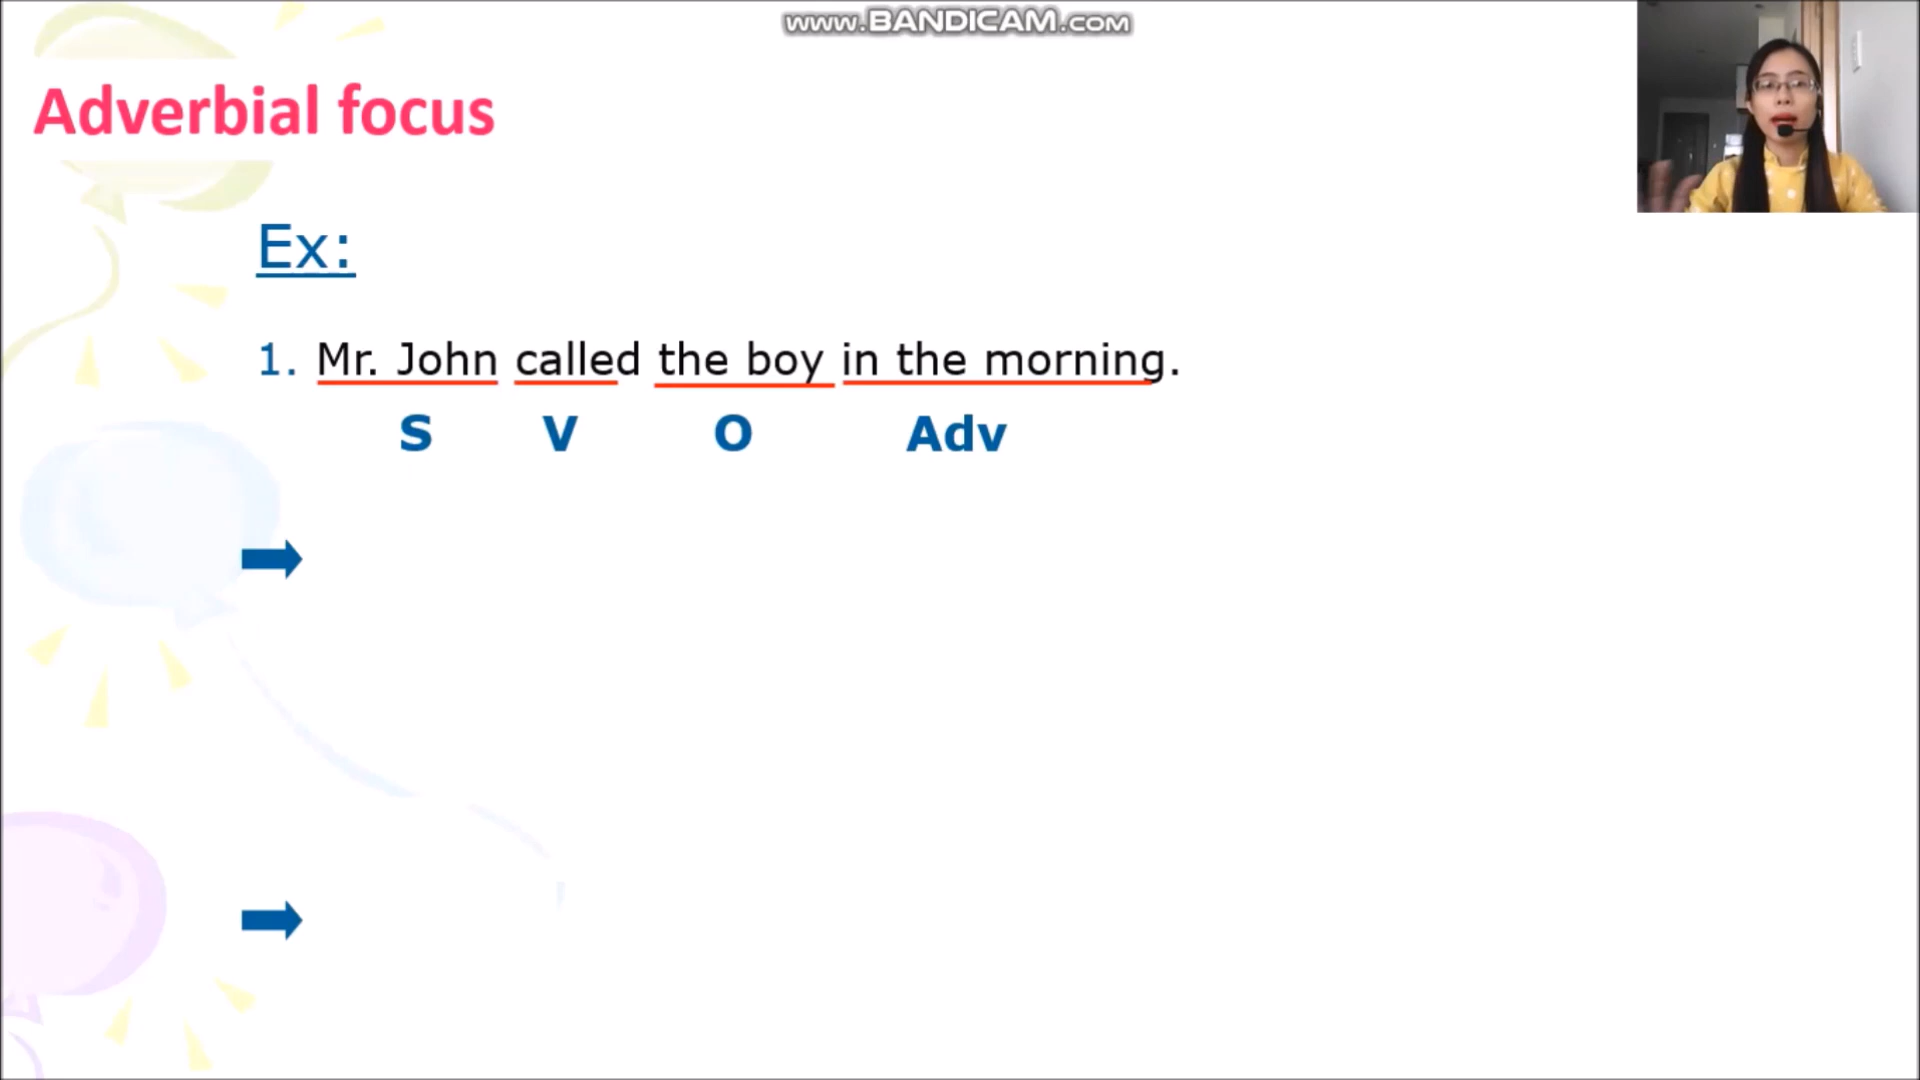 www.BANDICAM.com
Adverbial focus
Ex:
1. Mr. John called the boy in the morning.
S V O Adv